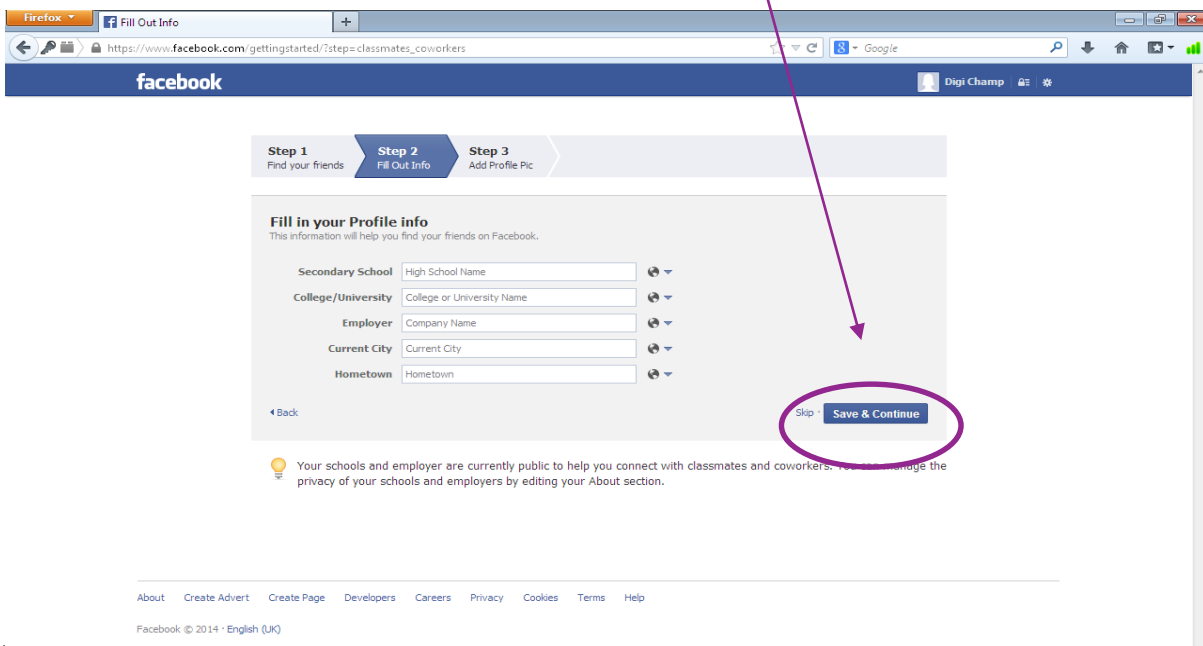 Firefox
Fill Out Info
https://www.facebook.com/gettingstarted/?step=classmates_coworkers
Google
facebook
Digi Champ
Step 1
Find your friends
Step 2
Fill Out Info
Step 3
Add Profile Pic
Fill in your Profile info
This information will help you find your friends on Facebook.
Secondary School High School Name
College/University College or University Name
Employer Company Name
Current City Current City
Hometown Hometown
Back
Skip · Save & Continue
Your schools and employer are currently public to help you connect with classmates and coworkers. You can manage the
privacy of your schools and employers by editing your About section.
About Create Advert Create Page Developers Careers Privacy Cookies Terms Help
Facebook © 2014 · English (UK)